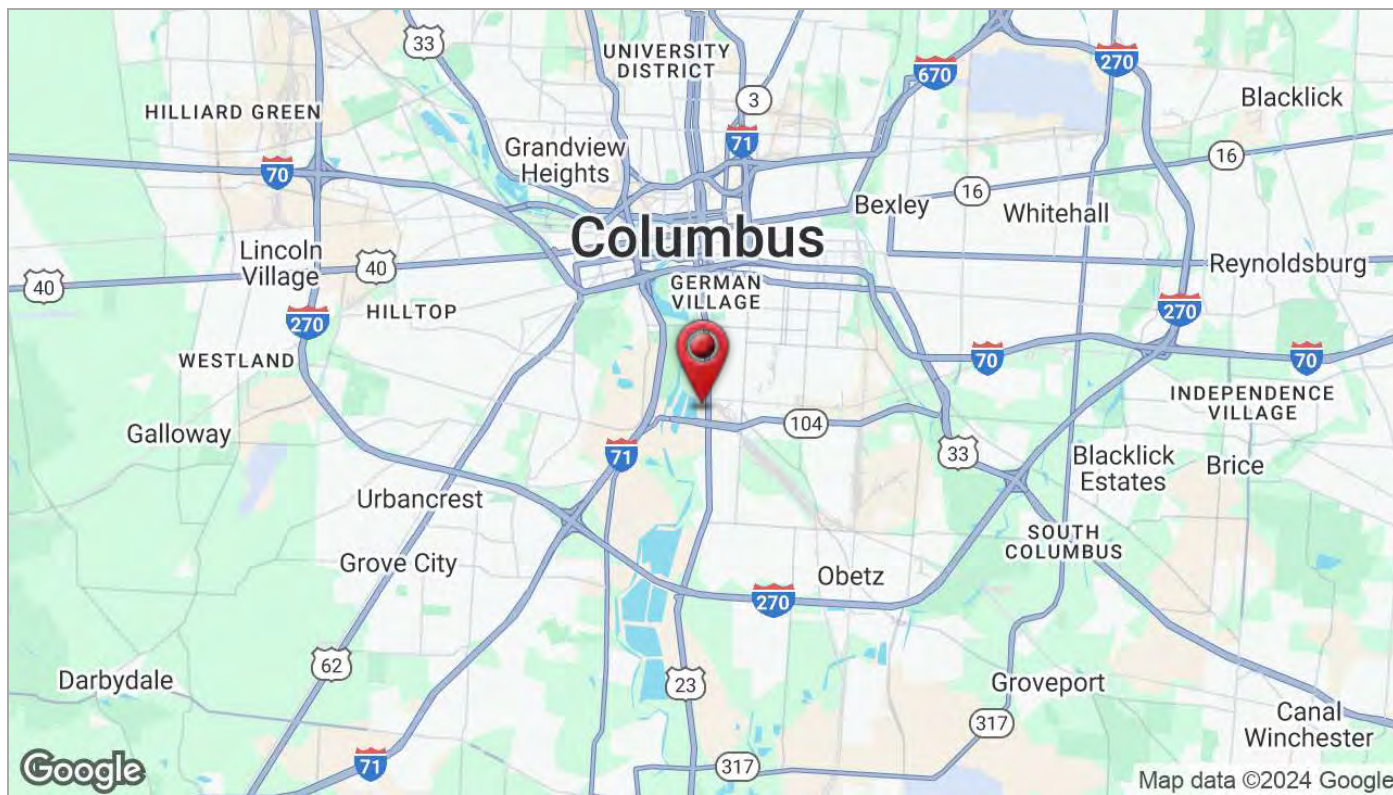 33
UNIVERSITY
DISTRICT
670
270
3
Blacklick
HILLIARD GREEN
71
Grandview
Heights
16
70
16
Bexley
Whitehall
Columbus
Lincoln
Village
40
40
Reynoldsburg
GERMAN
VILLAGE
270
HILLTOP
270
WESTLAND
70
70
INDEPENDENCE
VILLAGE
104
Galloway
71
33
Blacklick
Estates
Brice
Urbancrest
SOUTH
COLUMBUS
Grove City
Obetz
270
62
Darbydale
23
Groveport
317
Canal
Winchester
71
317
Google
Map data ©2024 Google